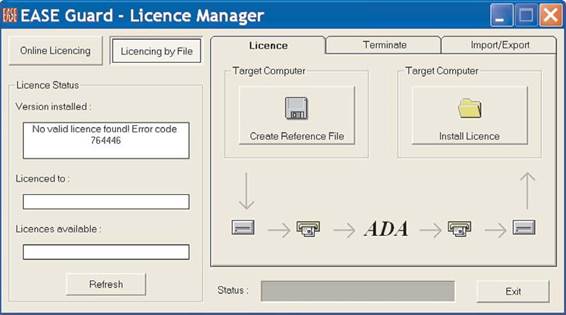 EASE
EASE Guard - Licence Manager
Online Licencing
Licencing by File
Licence
Terminate
Import/Export
Licence Status
Version installed :
No valid licence found! Error code
764446
Licenced to :
Licences available :
Refresh
Target Computer
Create Reference File
Target Computer
Install Licence
ADA
Status :
Exit